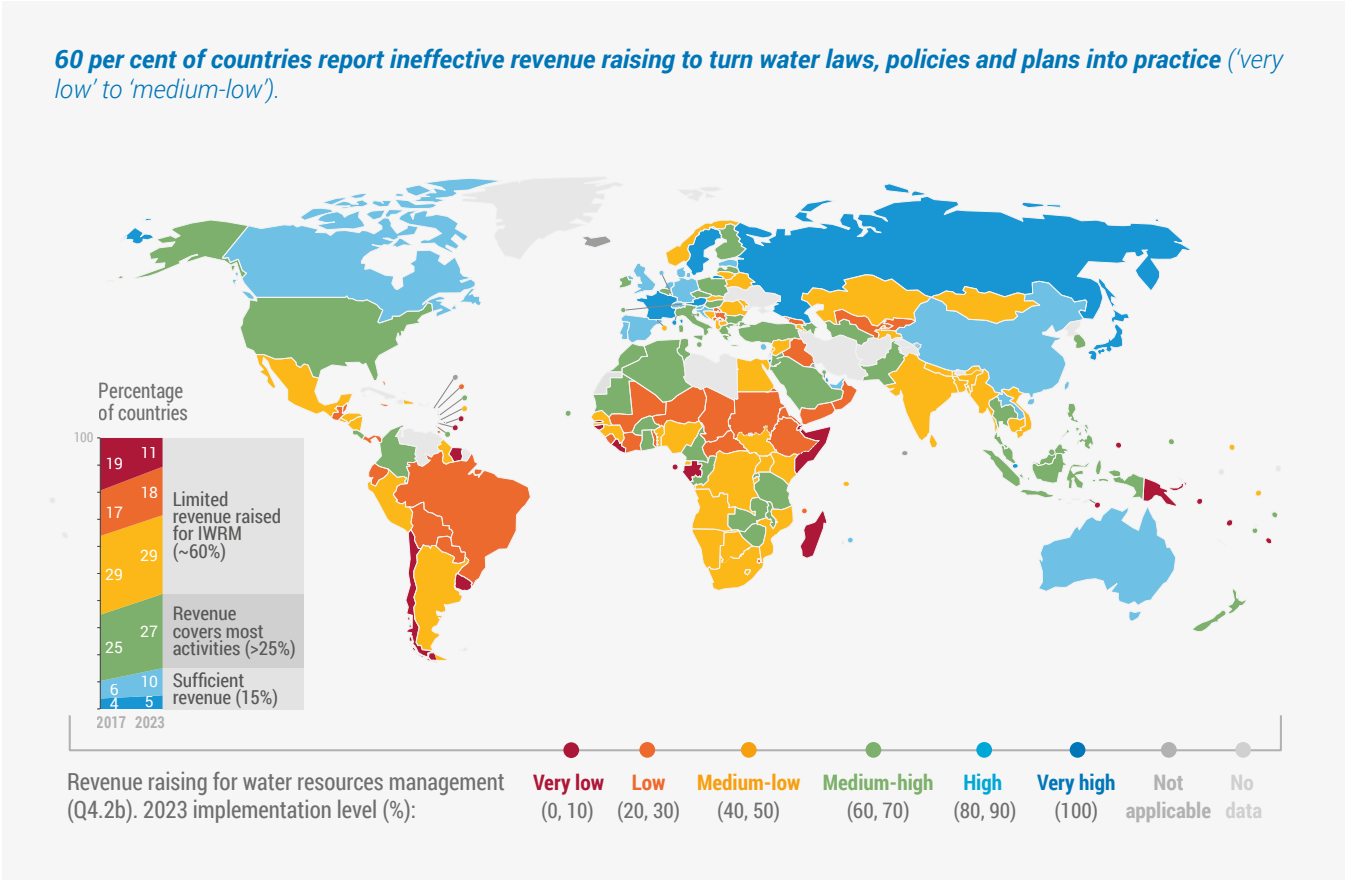 60 per cent of countries report ineffective revenue raising to turn water laws, policies and plans into practice (‘very
low’ to ‘medium-low’).
Percentage
of countries
100
19
11
17
18
29
29
25
27
6
10
4
5
2017 2023
Limited
revenue raised
for IWRM
(~60%)
Revenue
covers most
activities (>25%)
Sufficient
revenue (15%)
Revenue raising for water resources management
(Q4.2b). 2023 implementation level (%):
Very low
(0, 10)
Low
(20, 30)
Medium-low
(40, 50)
Medium-high
(60, 70)
High
(80, 90)
Very high
(100)
Not
applicable
No
data